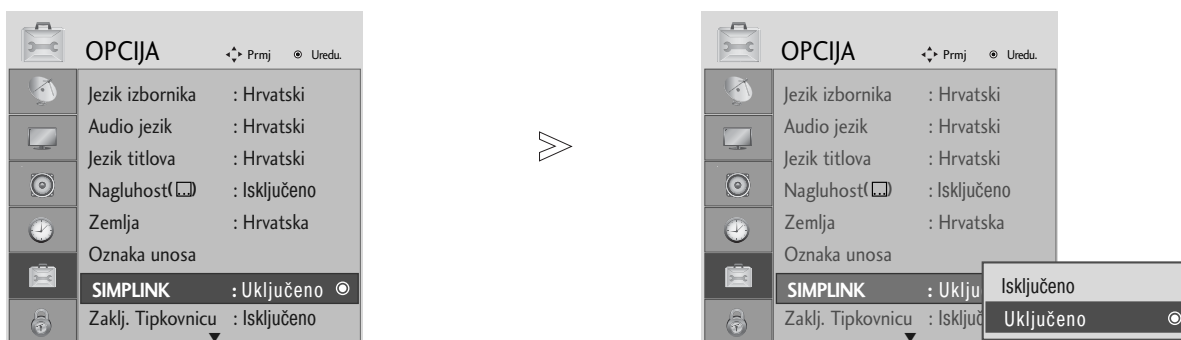 OPCIJA Prmj Uredu.
Jezik izbornika : Hrvatski
Audio jezik : Hrvatski
Jezik titlova : Hrvatski
Nagluhost( ) : Isključeno
Zemlja : Hrvatska
Oznaka unosa
SIMPLINK : Uključeno
Zaklj. Tipkovnicu : Isključeno
OPCIJA Prmj Uredu.
Jezik izbornika : Hrvatski
Audio jezik : Hrvatski
Jezik titlova : Hrvatski
Nagluhost( ) : Isključeno
Zemlja : Hrvatska
Oznaka unosa
SIMPLINK : Uklju
Zaklj. Tipkovnicu : Isključ
Isključeno
Uključeno